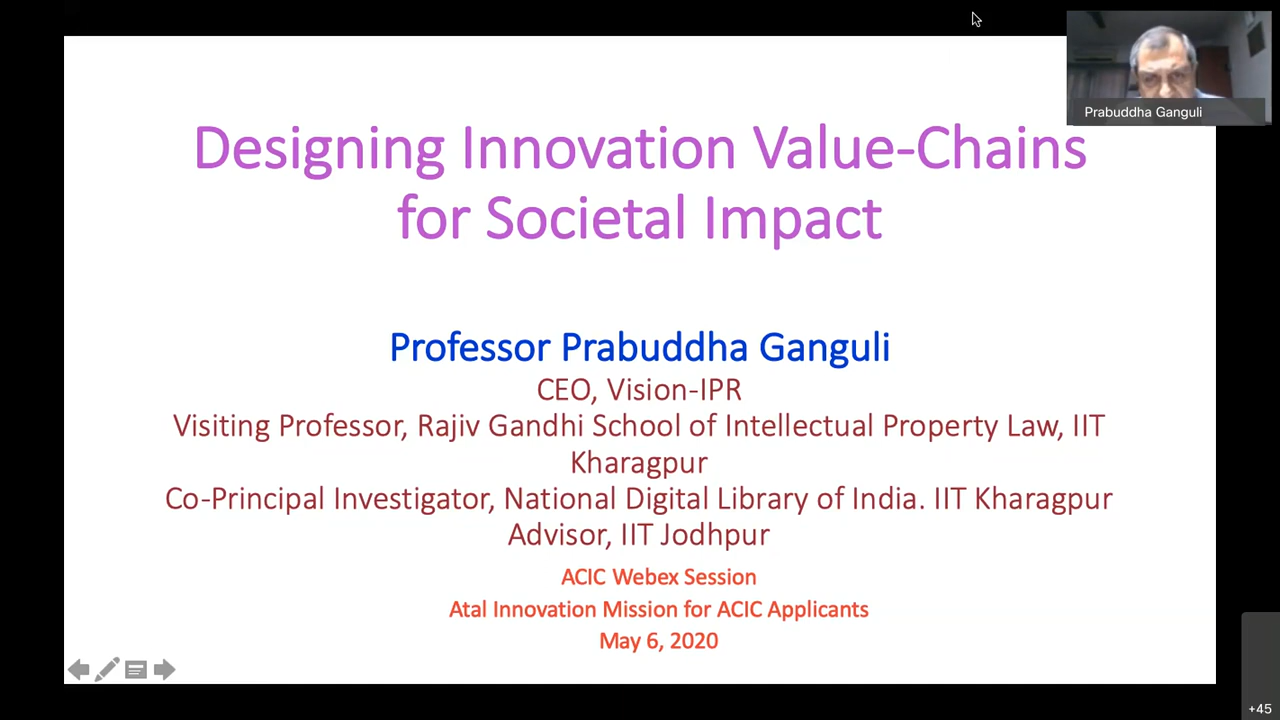 Prabuddha Ganguli
Designing Innovation Value-Chains
for Societal Impact
Professor Prabuddha Ganguli
CEO, Vision-IPR
Visiting Professor, Rajiv Gandhi School of Intellectual Property Law, IIT
Kharagpur
Co-Principal Investigator, National Digital Library of India. IIT Kharagpur
Advisor, IIT Jodhpur
ACIC Webex Session
Atal Innovation Mission for ACIC Applicants
May 6, 2020
+45